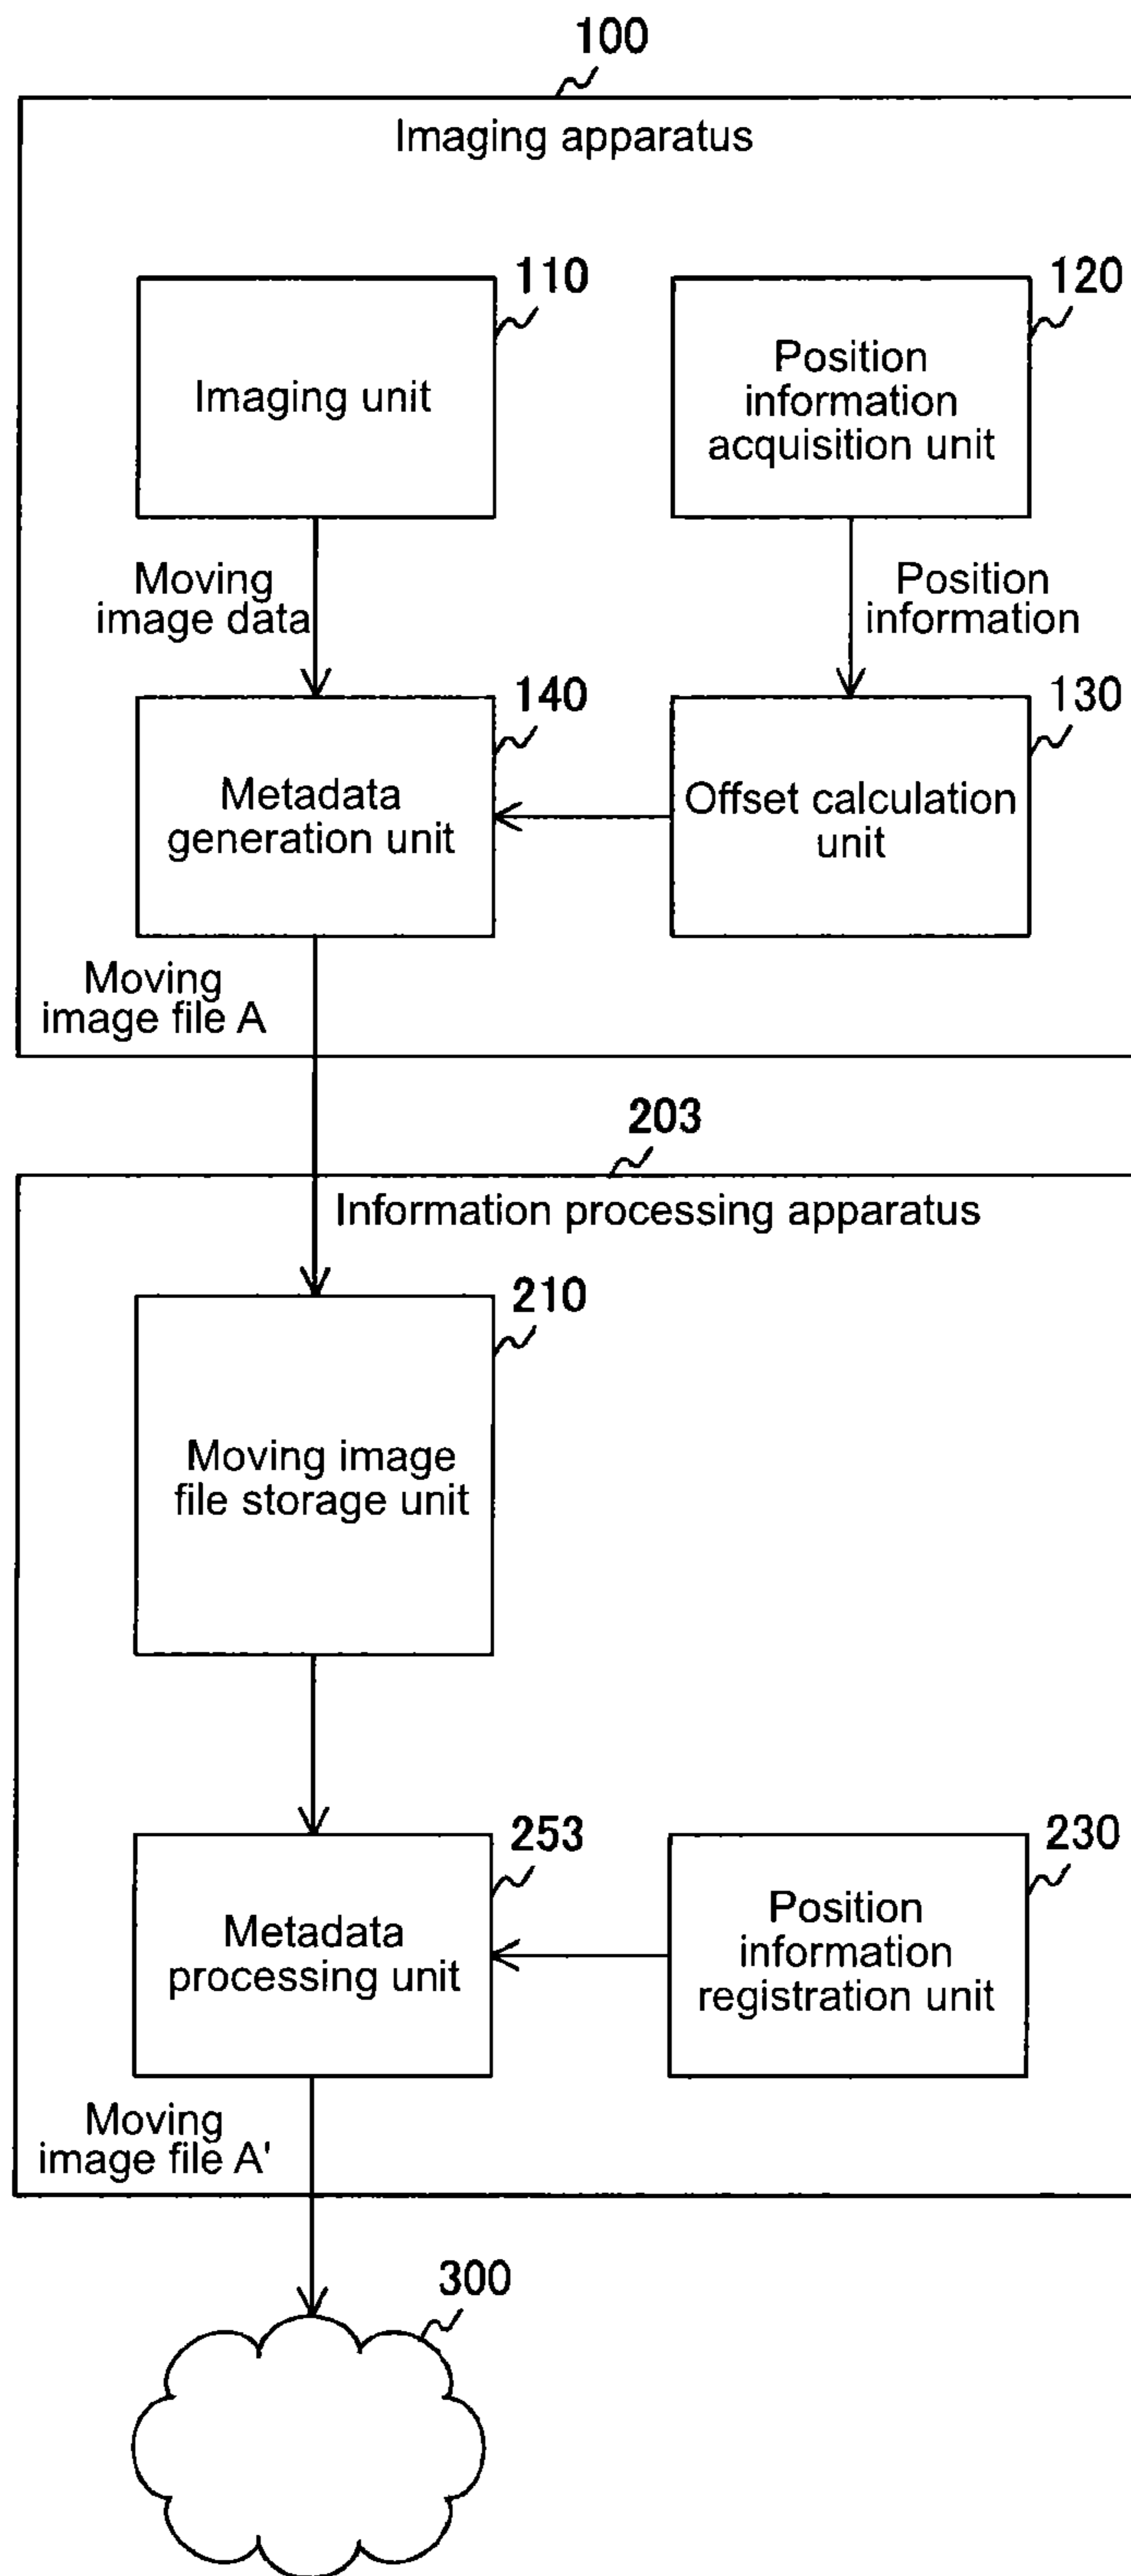 100
Imaging apparatus
110
120
Imaging unit
Position
information
acquisition unit
Moving
image data
Position
information
140
130
Metadata
generation unit
Offset calculation
unit
Moving
image file A
203
Information processing apparatus
210
Moving image
file storage unit
253
230
Metadata
processing unit
Position
information
registration unit
Moving
image file A'
300